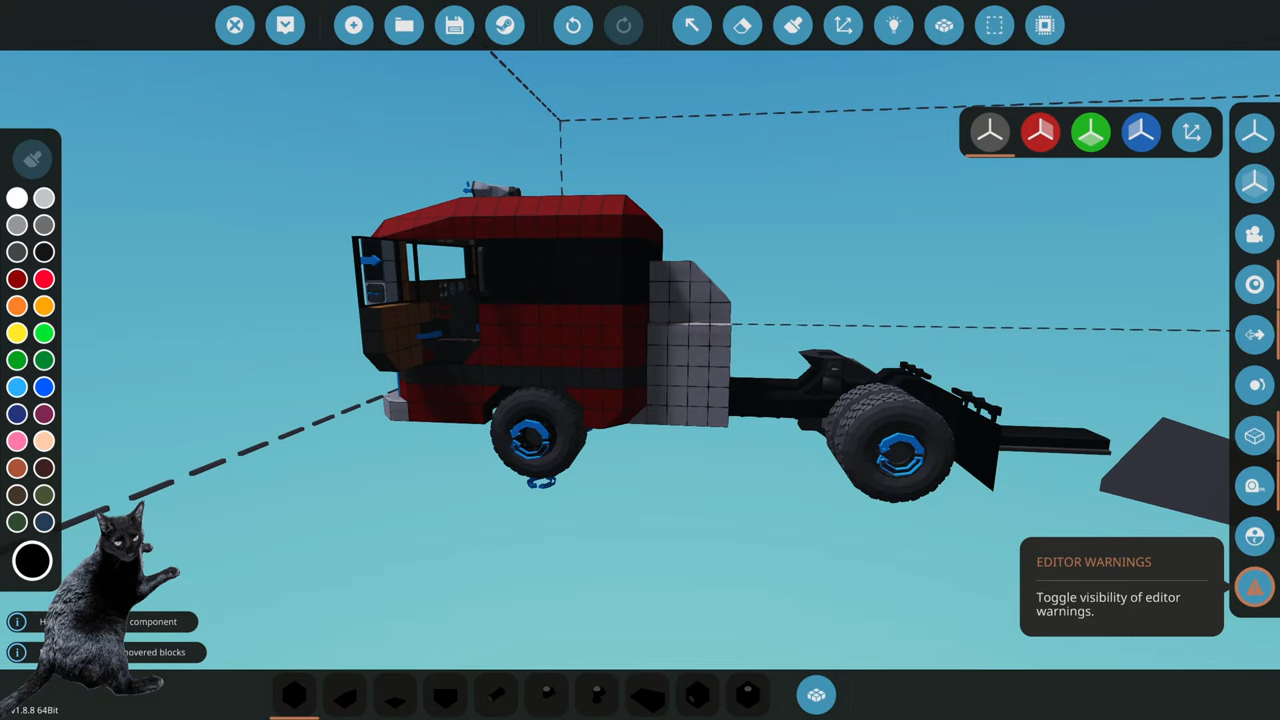 EDITOR WARNINGS
Toggle visibility of editor
warnings.
component
overed blocks
v1.8.8 64Bit